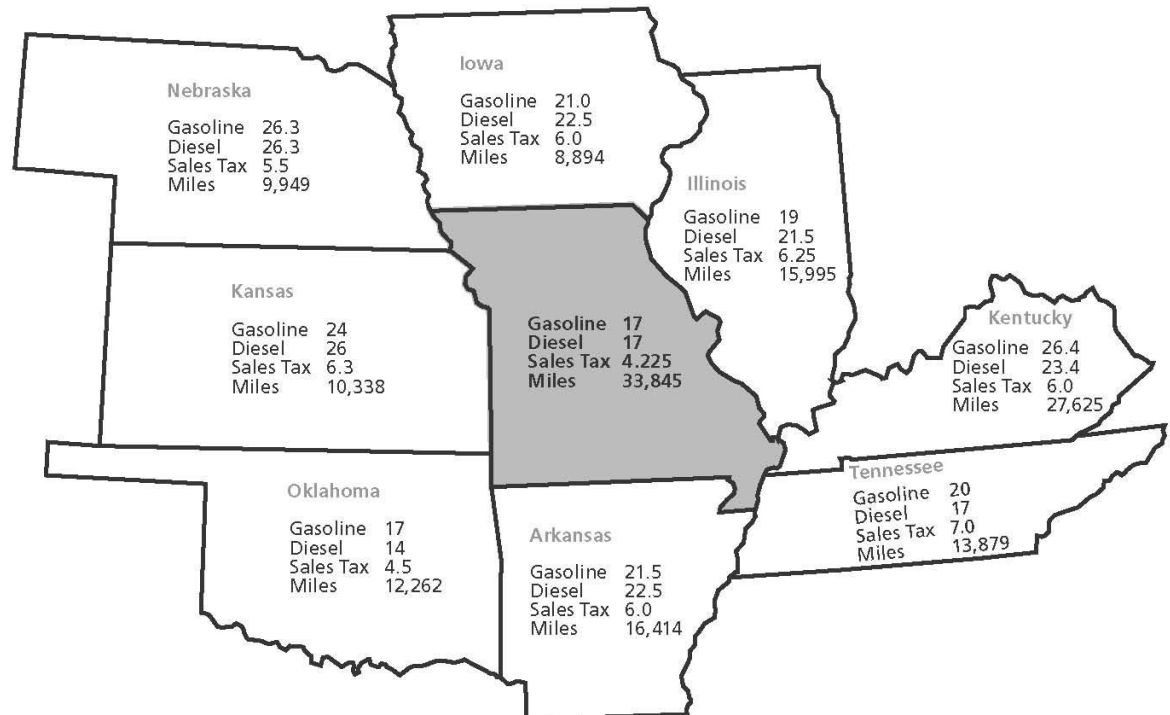 Nebraska
Gasoline 26.3
Diesel 26.3
Sales Tax 5.5
Miles 9,949
Iowa
Gasoline 21.0
Diesel 22.5
Sales Tax 6.0
Miles 8,894
Illinois
Gasoline 19
Diesel 21.5
Sales Tax 6.25
Miles 15,995
Kansas
Gasoline 24
Diesel 26
Sales Tax 6.3
Miles 10,338
Gasoline 17
Diesel 17
Sales Tax 4.225
Miles 33,845
Kentucky
Gasoline 26.4
Diesel 23.4
Sales Tax 6.0
Miles 27,625
Oklahoma
Gasoline 17
Diesel 14
Sales Tax 4.5
Miles 12,262
Arkansas
Gasoline 21.5
Diesel 22.5
Sales Tax 6.0
Miles 16,414
Tennessee
Gasoline 20
Diesel 17
Sales Tax 7.0
Miles 13,879